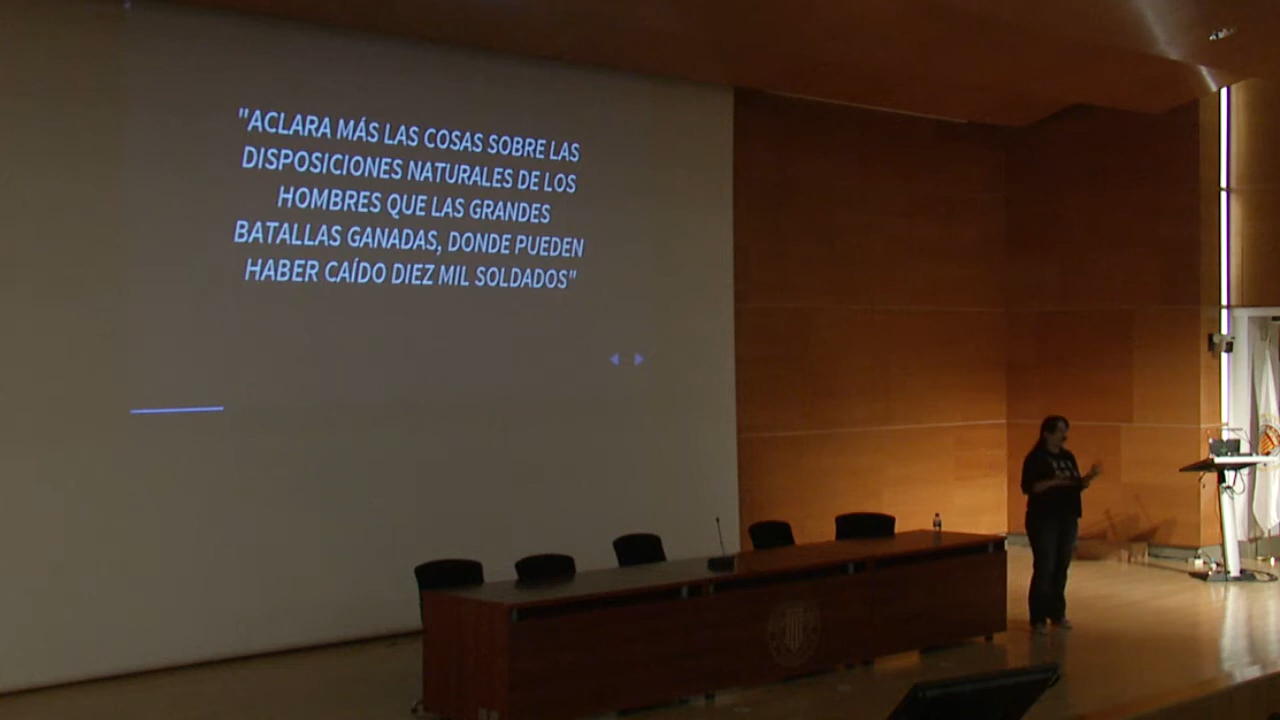 "ACLARA MÁS LAS COSAS SOBRE LAS
DISPOSICIONES NATURALES DE LOS
HOMBRES QUE LAS GRANDES
BATALLAS GANADAS, DONDE PUEDEN
HABER CAÍDO DIEZ MIL SOLDADOS"